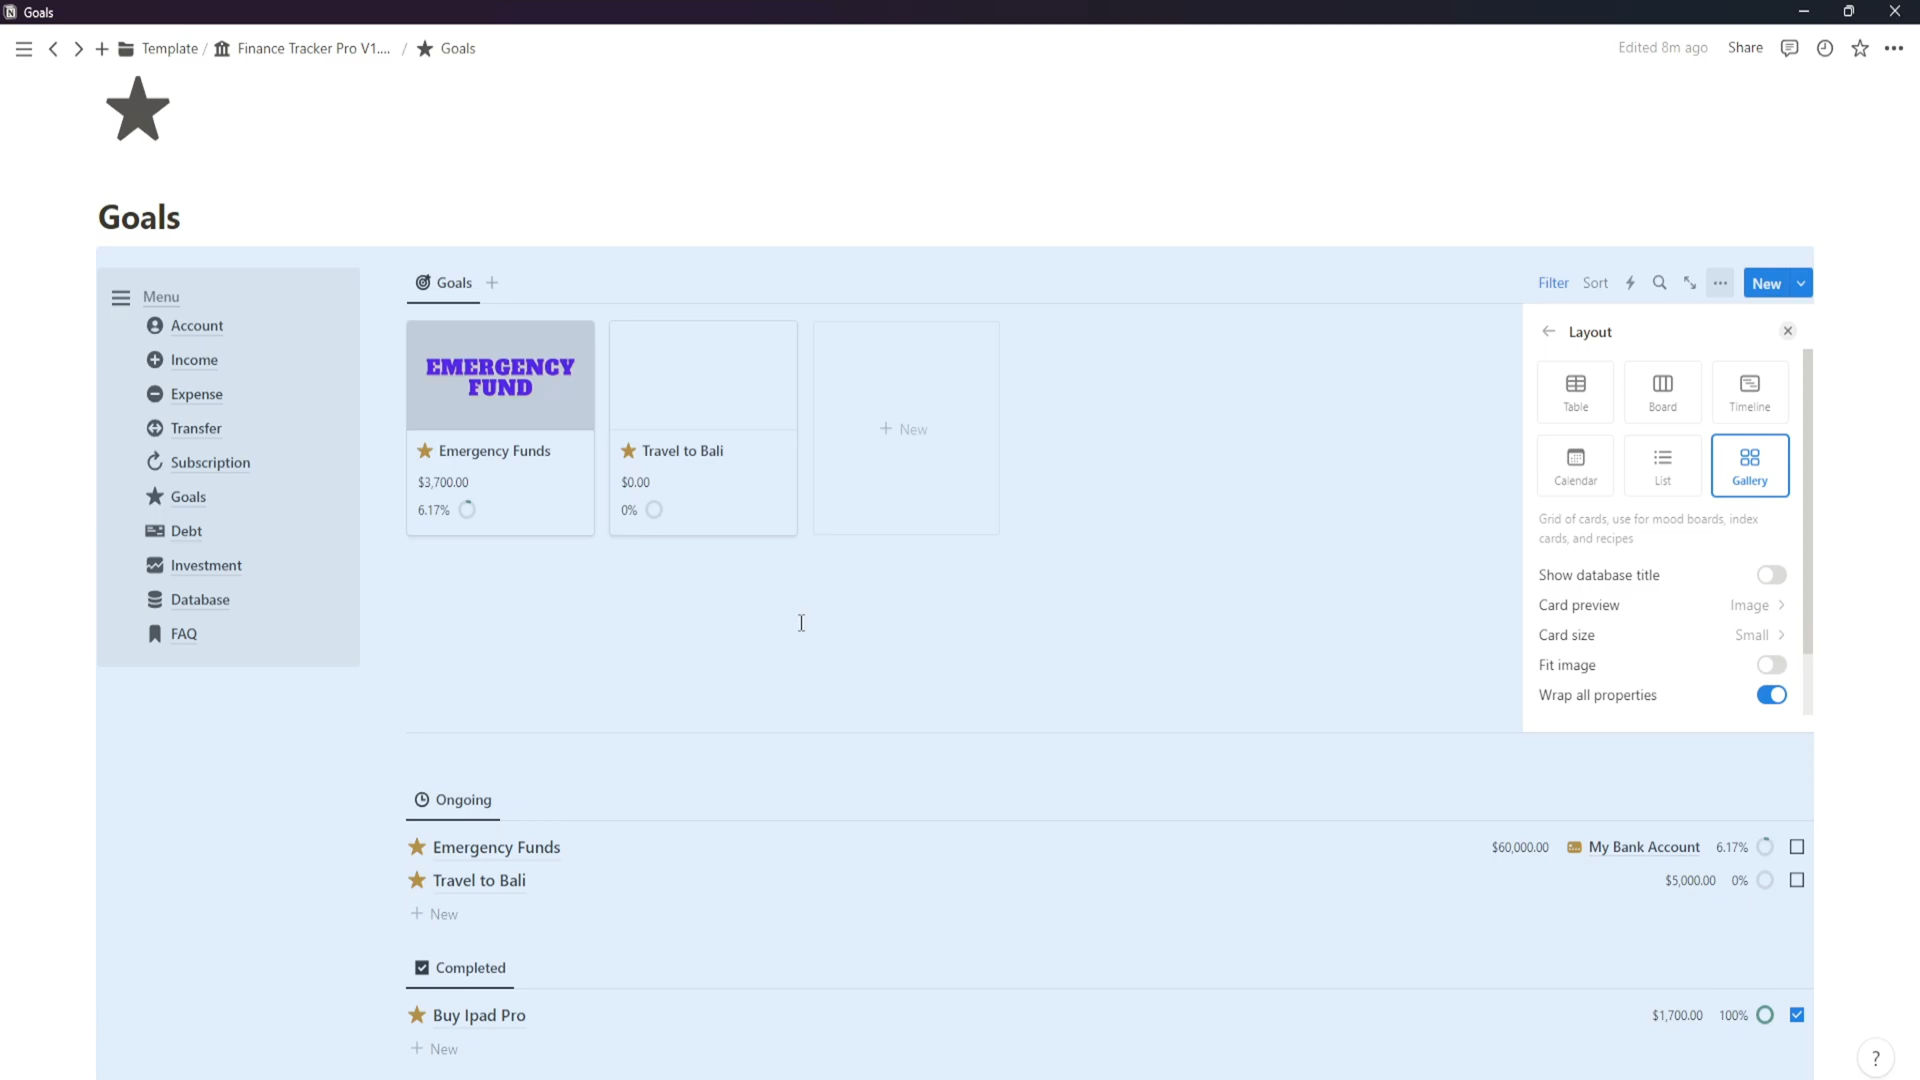 Goals
Template / Finance Tracker Pro V1.... / Goals
Edited 8m ago Share
Goals
Menu
Account
Income
Expense
Transfer
Subscription
Goals
Debt
Investment
Database
FAQ
Goals
Filter Sort New
EMERGENCY
FUND
Emergency Funds
$3,700.00
6.17%
Travel to Bali
$0.00
0%
New
Layout
Table Board Timeline
Calendar List Gallery
Grid of cards, use for mood boards, index
cards, and recipes
Show database title
Card preview Image
Card size Small
Fit image
Wrap all properties
Ongoing
Emergency Funds $60,000.00 My Bank Account 6.17%
Travel to Bali $5,000.00 0%
New
Completed
Buy Ipad Pro $1,700.00 100%
New
?